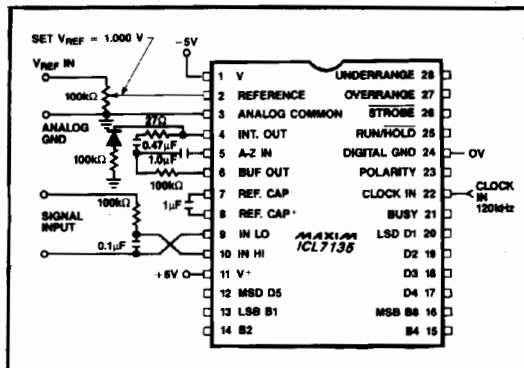 SET VREF = 1.000 V
-5V
VREF IN
100kΩ
ANALOG GND
27Ω
0.47µF
1.0µF
100kΩ
100kΩ
100kΩ
SIGNAL INPUT
1µF
0.1µF
+5V
1 V
2 REFERENCE
3 ANALOG COMMON
4 INT. OUT
5 A-Z IN
6 BUF OUT
7 REF. CAP-
8 REF. CAP+
9 IN LO
10 IN HI
11 V+
12 MSD D5
13 LSB B1
14 B2
MAXIM
ICL7135
UNDERRANGE 28
OVERRANGE 27
STROBE 26
RUN/HOLD 25
DIGITAL GND 24
0V
POLARITY 23
CLOCK IN 22
CLOCK IN 120kHz
BUSY 21
LSD D1 20
D2 19
D3 18
D4 17
MSB B8 16
B4 15